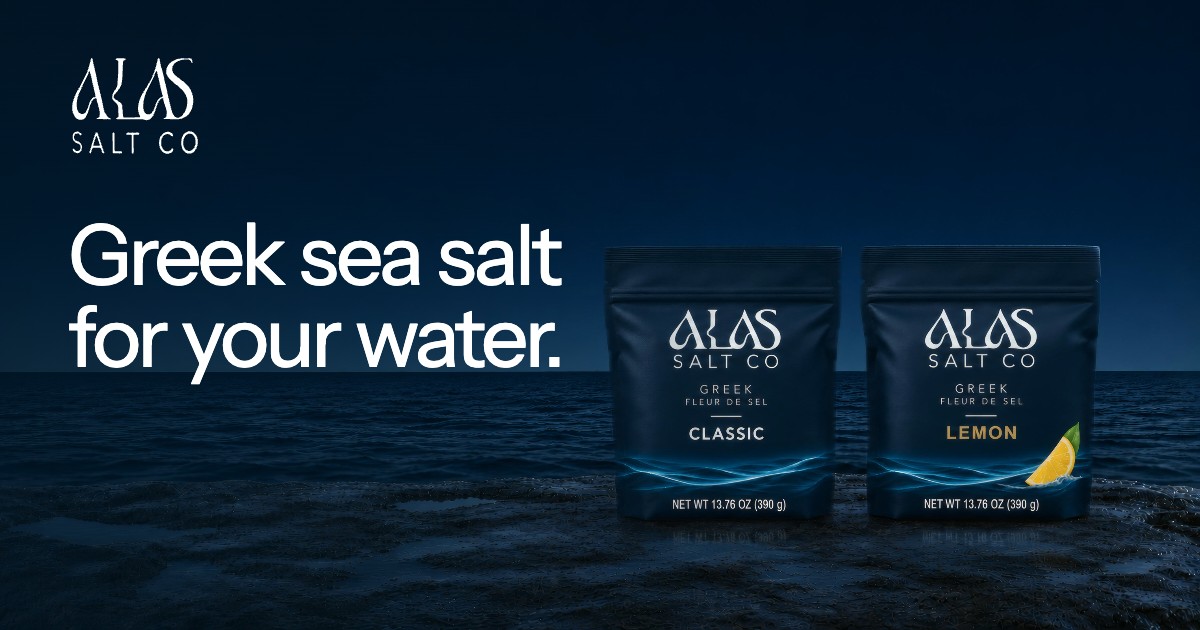 ALAS
SALT CO
Greek sea salt
for your water.
ALAS
SALT CO
GREEK
FLEUR DE SEL
CLASSIC
NET WT 13.76 OZ (390 g)
ALAS
SALT CO
GREEK
FLEUR DE SEL
LEMON
NET WT 13.76 OZ (390 g)